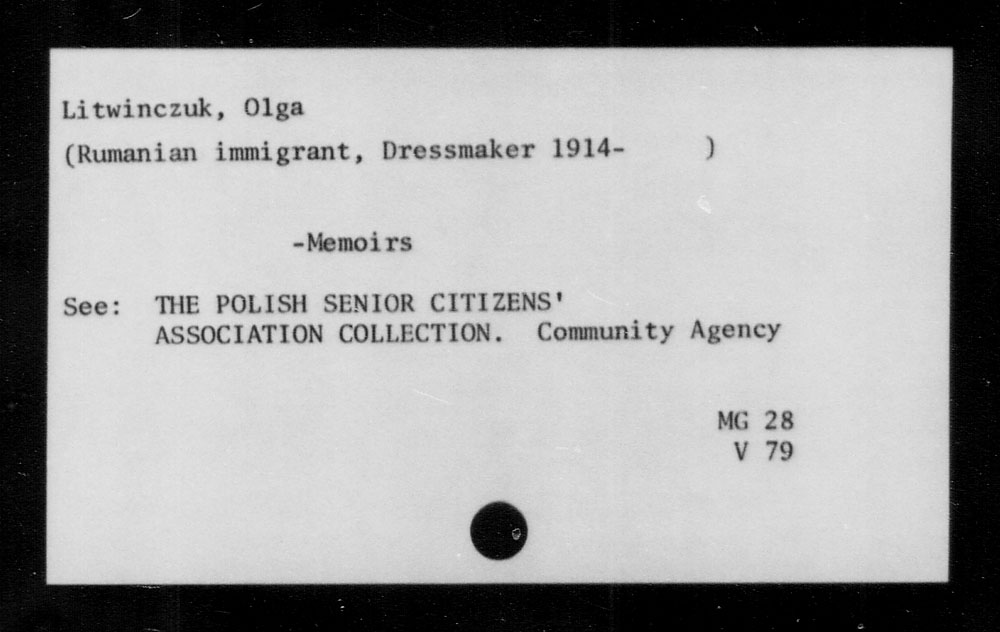 Litwinczuk, Olga
(Rumanian immigrant, Dressmaker 1914- )
-Memoirs
See: THE POLISH SENIOR CITIZENS'
ASSOCIATION COLLECTION. Community Agency
MG 28
V 79